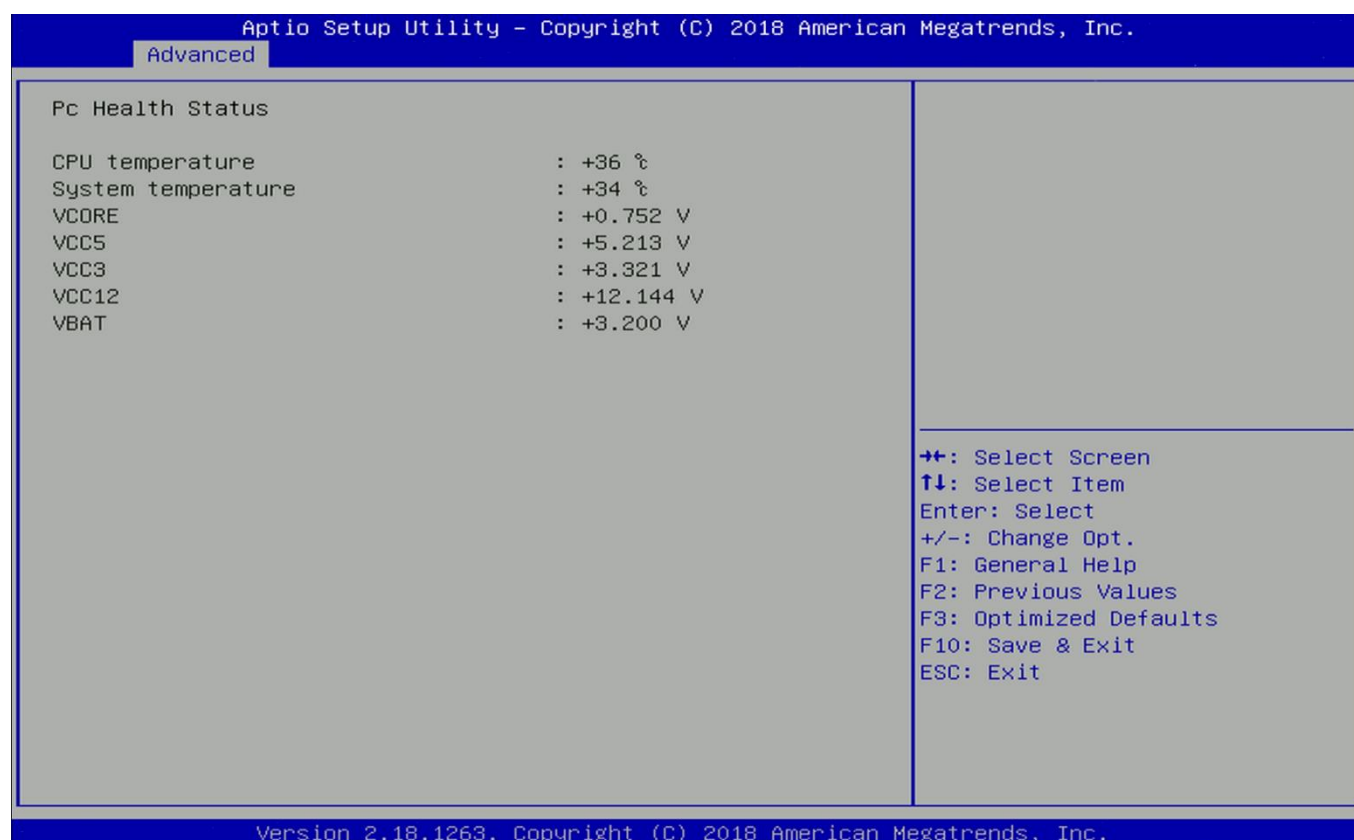 Aptio Setup Utility – Copyright (C) 2018 American Megatrends, Inc.
Advanced
Pc Health Status
CPU temperature : +36 ℃
System temperature : +34 ℃
VCORE : +0.752 V
VCC5 : +5.213 V
VCC3 : +3.321 V
VCC12 : +12.144 V
VBAT : +3.200 V
→←: Select Screen
↑↓: Select Item
Enter: Select
+/-: Change Opt.
F1: General Help
F2: Previous Values
F3: Optimized Defaults
F10: Save & Exit
ESC: Exit
Version 2.18.1263. Copyright (C) 2018 American Megatrends, Inc.